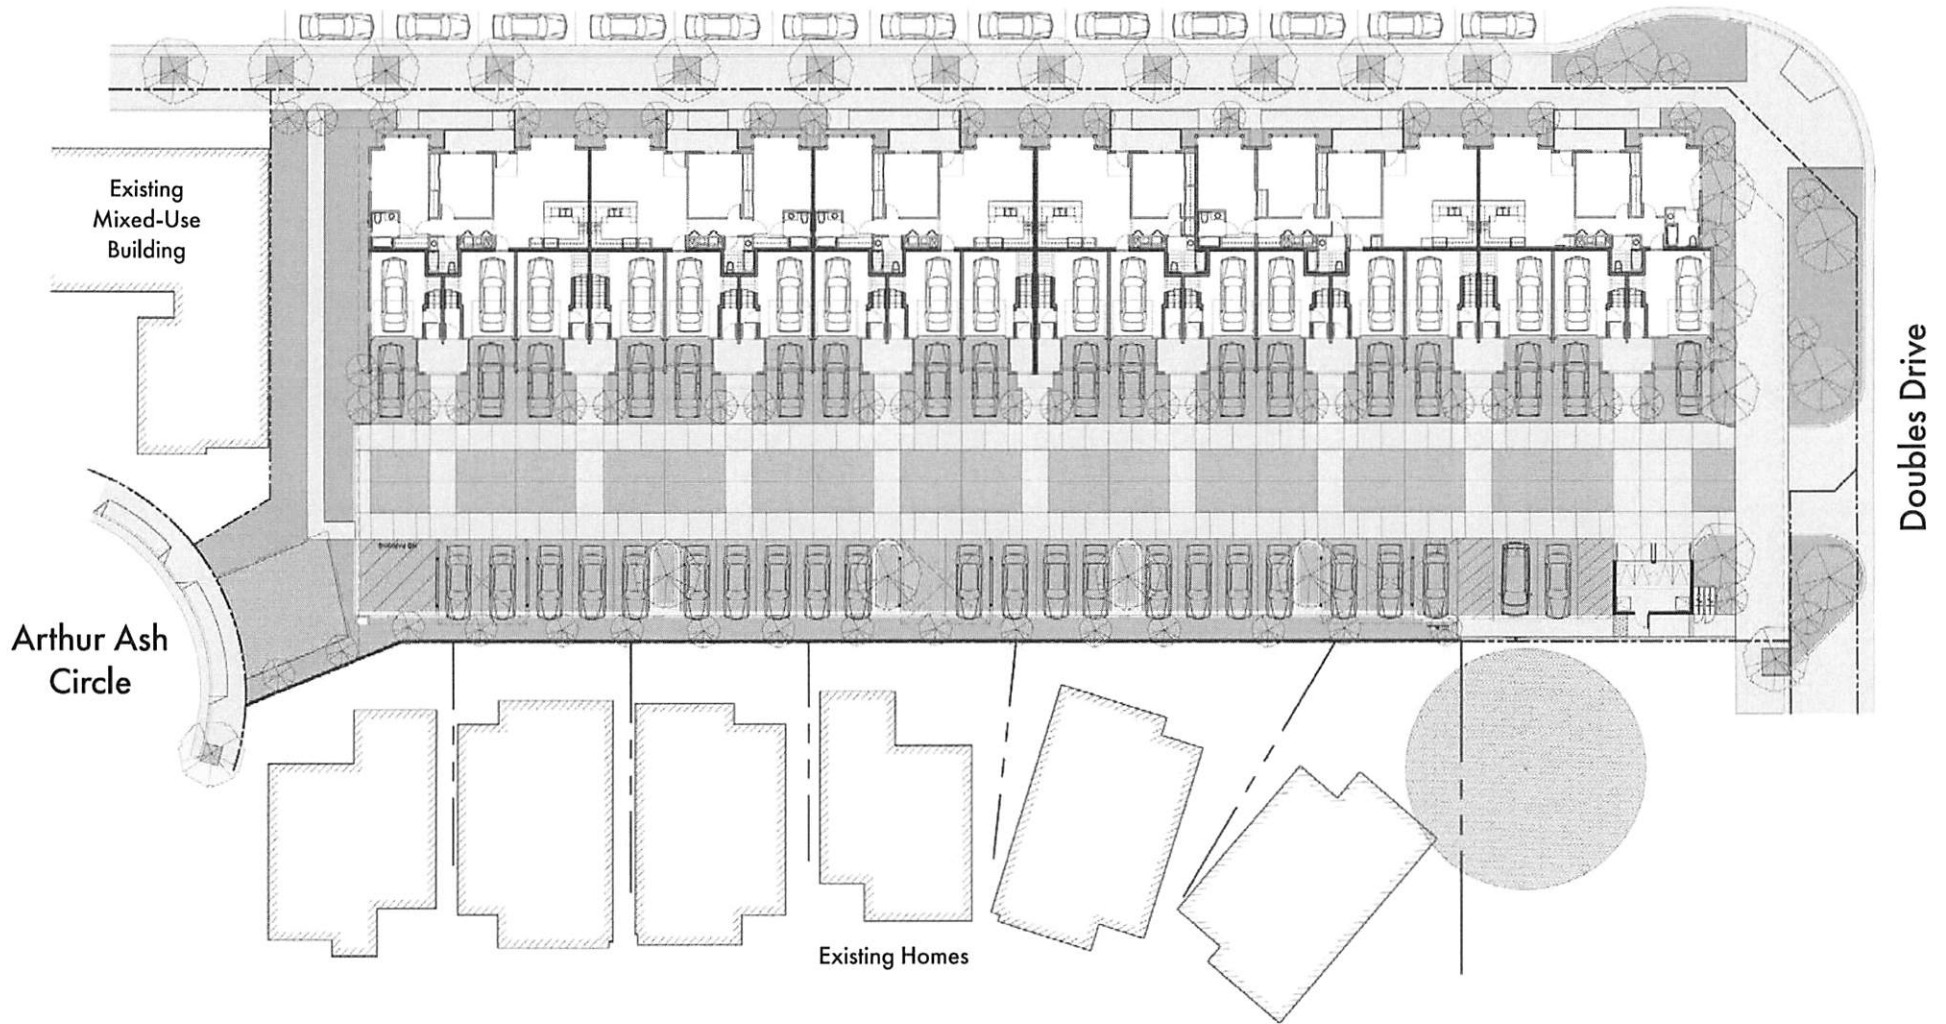 Existing
Mixed-Use
Building
Doubles Drive
Arthur Ash
Circle
Existing Homes